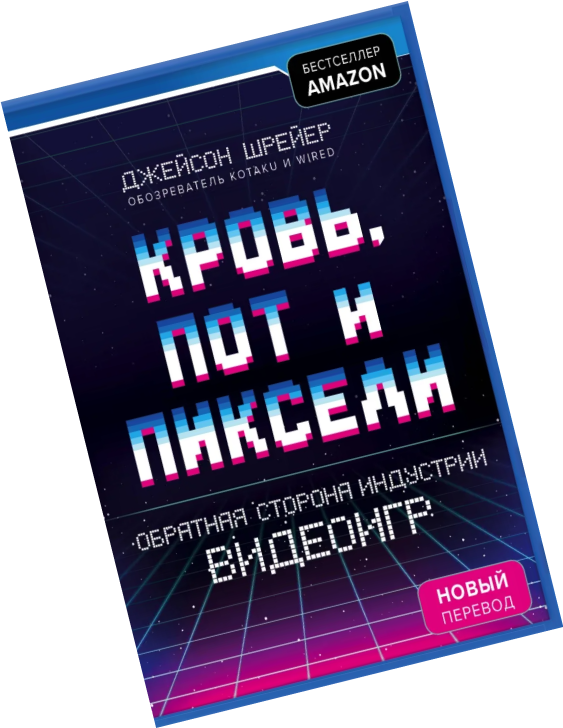 БЕСТСЕЛЛЕР
AMAZON
ДЖЕЙСОН ШРЕЙЕР
ОБОЗРЕВАТЕЛЬ KOTAKU И WIRED
КРОВЬ,
ПОТ И
ПИКСЕЛИ
ОБРАТНАЯ СТОРОНА ИНДУСТРИИ
ВИДЕОИГР
НОВЫЙ
ПЕРЕВОД